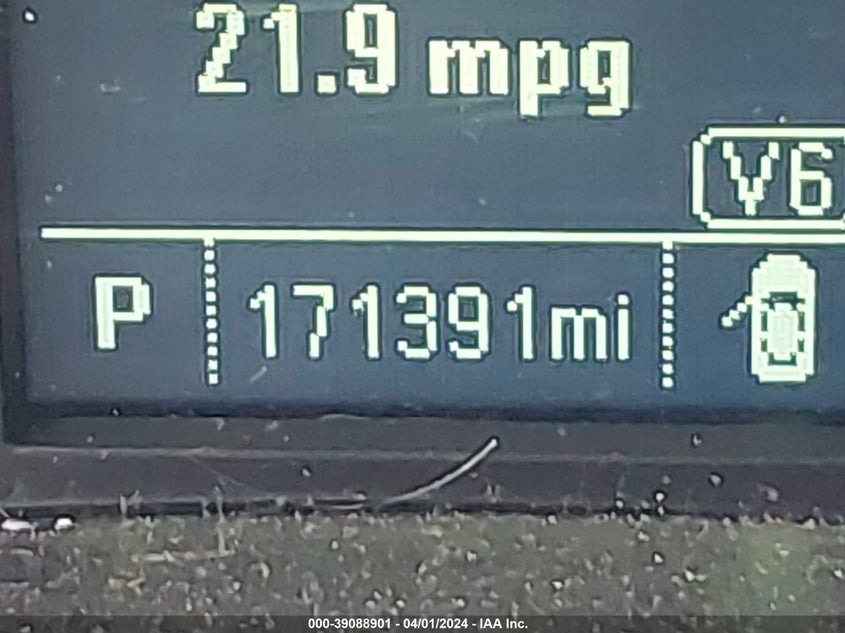 21.9 mpg
V6
P 171391mi
000-39088901 - 04/01/2024 - IAA Inc.